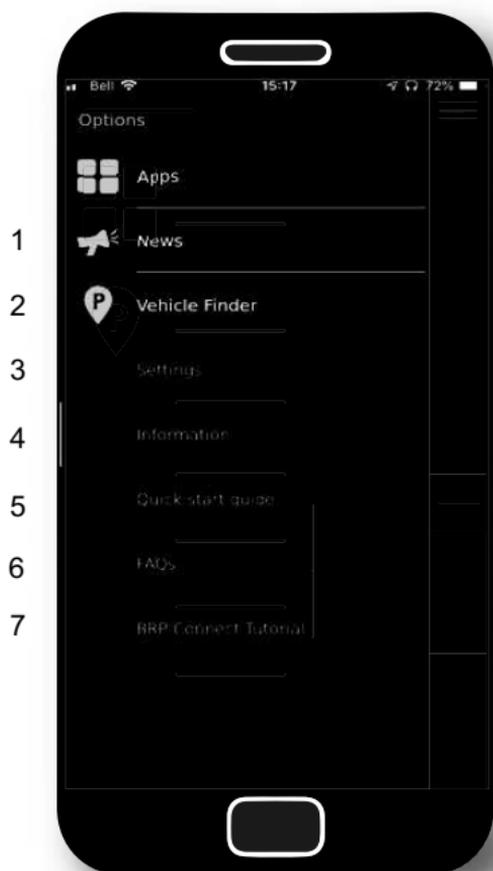 Bell 15:17 72%
Options
Apps
1 News
2 Vehicle Finder
P
3 Settings
4 Information
5 Quick start guide
6 FAQs
7 BRP Connect Tutorial